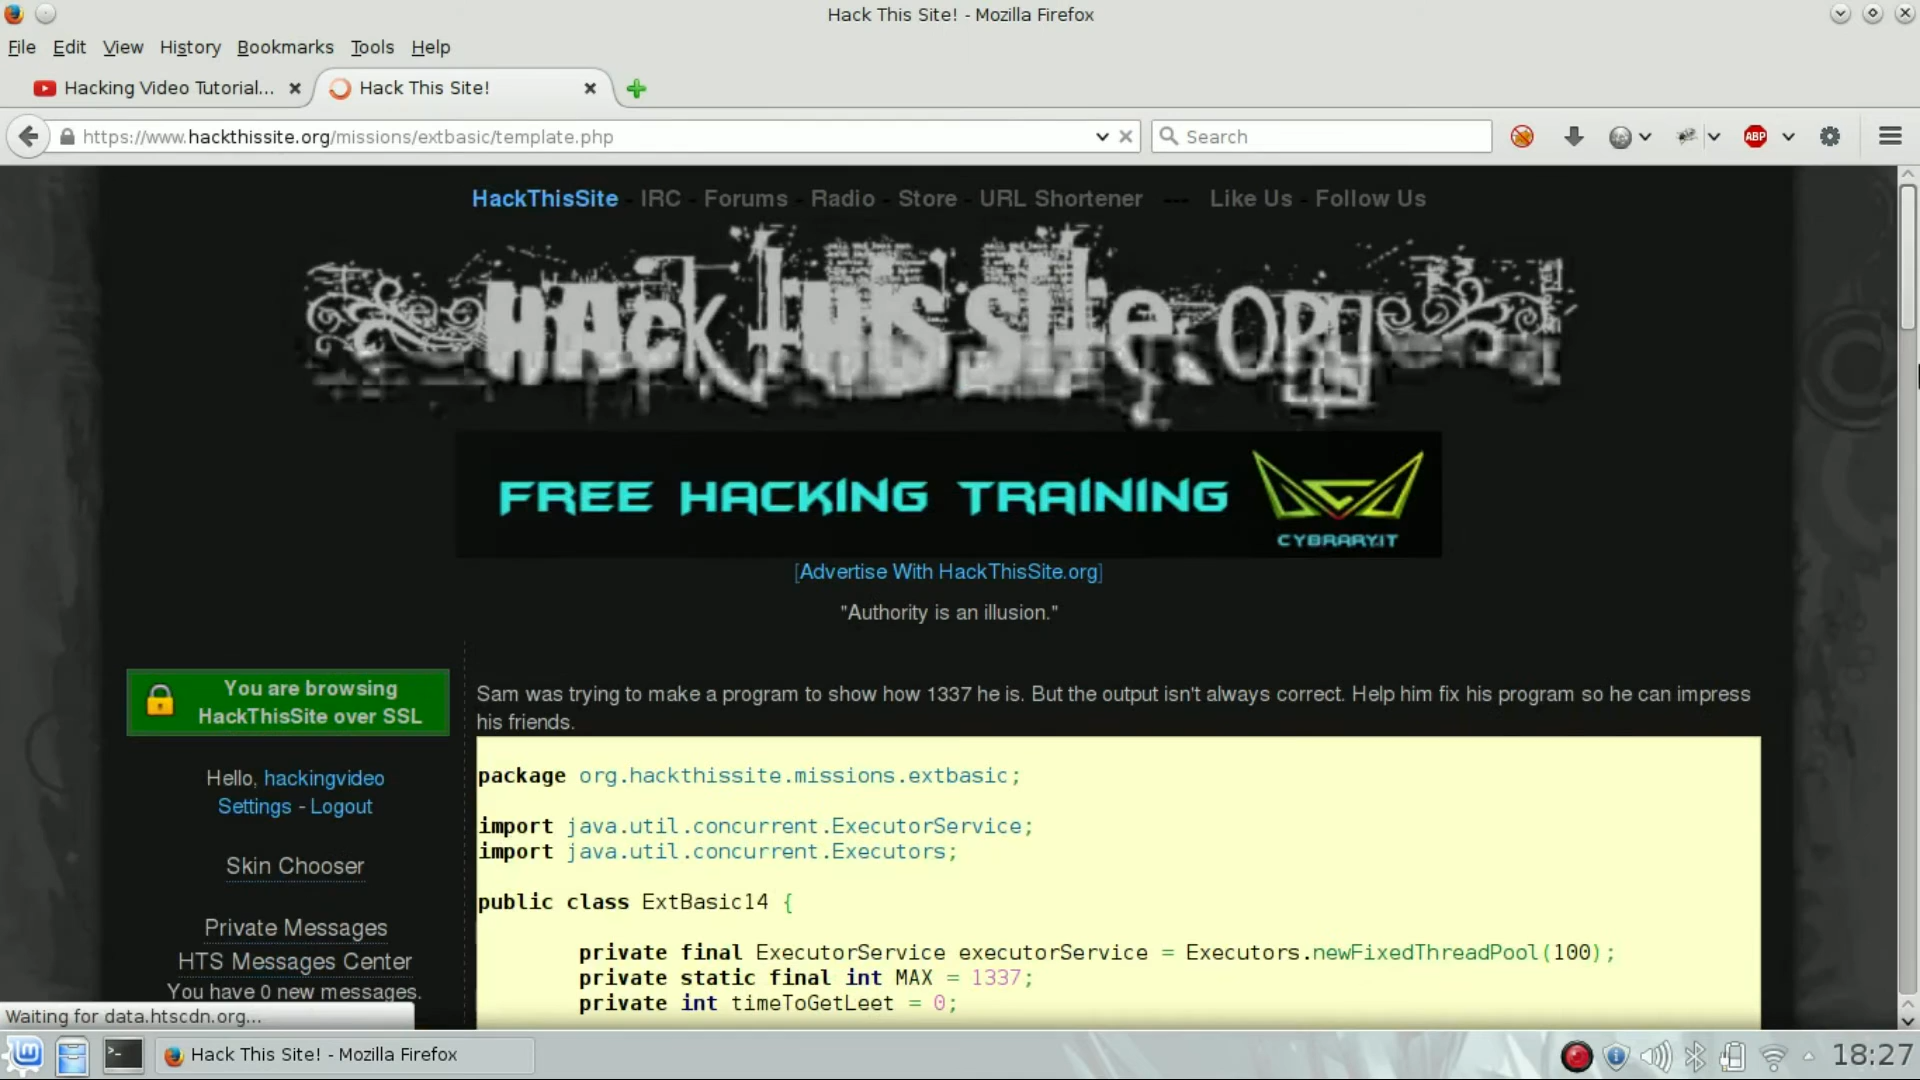 Hack This Site! - Mozilla Firefox
File Edit View History Bookmarks Tools Help
Hacking Video Tutorial...
Hack This Site!
https://www.hackthissite.org/missions/extbasic/template.php
Search
ABP
HackThisSite - IRC - Forums - Radio - Store - URL Shortener --- Like Us - Follow Us
Hack This Site.org
FREE HACKING TRAINING
CYBRARY.IT
[Advertise With HackThisSite.org]
"Authority is an illusion."
You are browsing
HackThisSite over SSL
Hello, hackingvideo
Settings - Logout
Skin Chooser
Private Messages
HTS Messages Center
You have 0 new messages.
Sam was trying to make a program to show how 1337 he is. But the output isn't always correct. Help him fix his program so he can impress
his friends.
package org.hackthissite.missions.extbasic;
import java.util.concurrent.ExecutorService;
import java.util.concurrent.Executors;
public class ExtBasic14 {
private final ExecutorService executorService = Executors.newFixedThreadPool(100);
private static final int MAX = 1337;
private int timeToGetLeet = 0;
Waiting for data.htscdn.org...
Hack This Site! - Mozilla Firefox
18:27